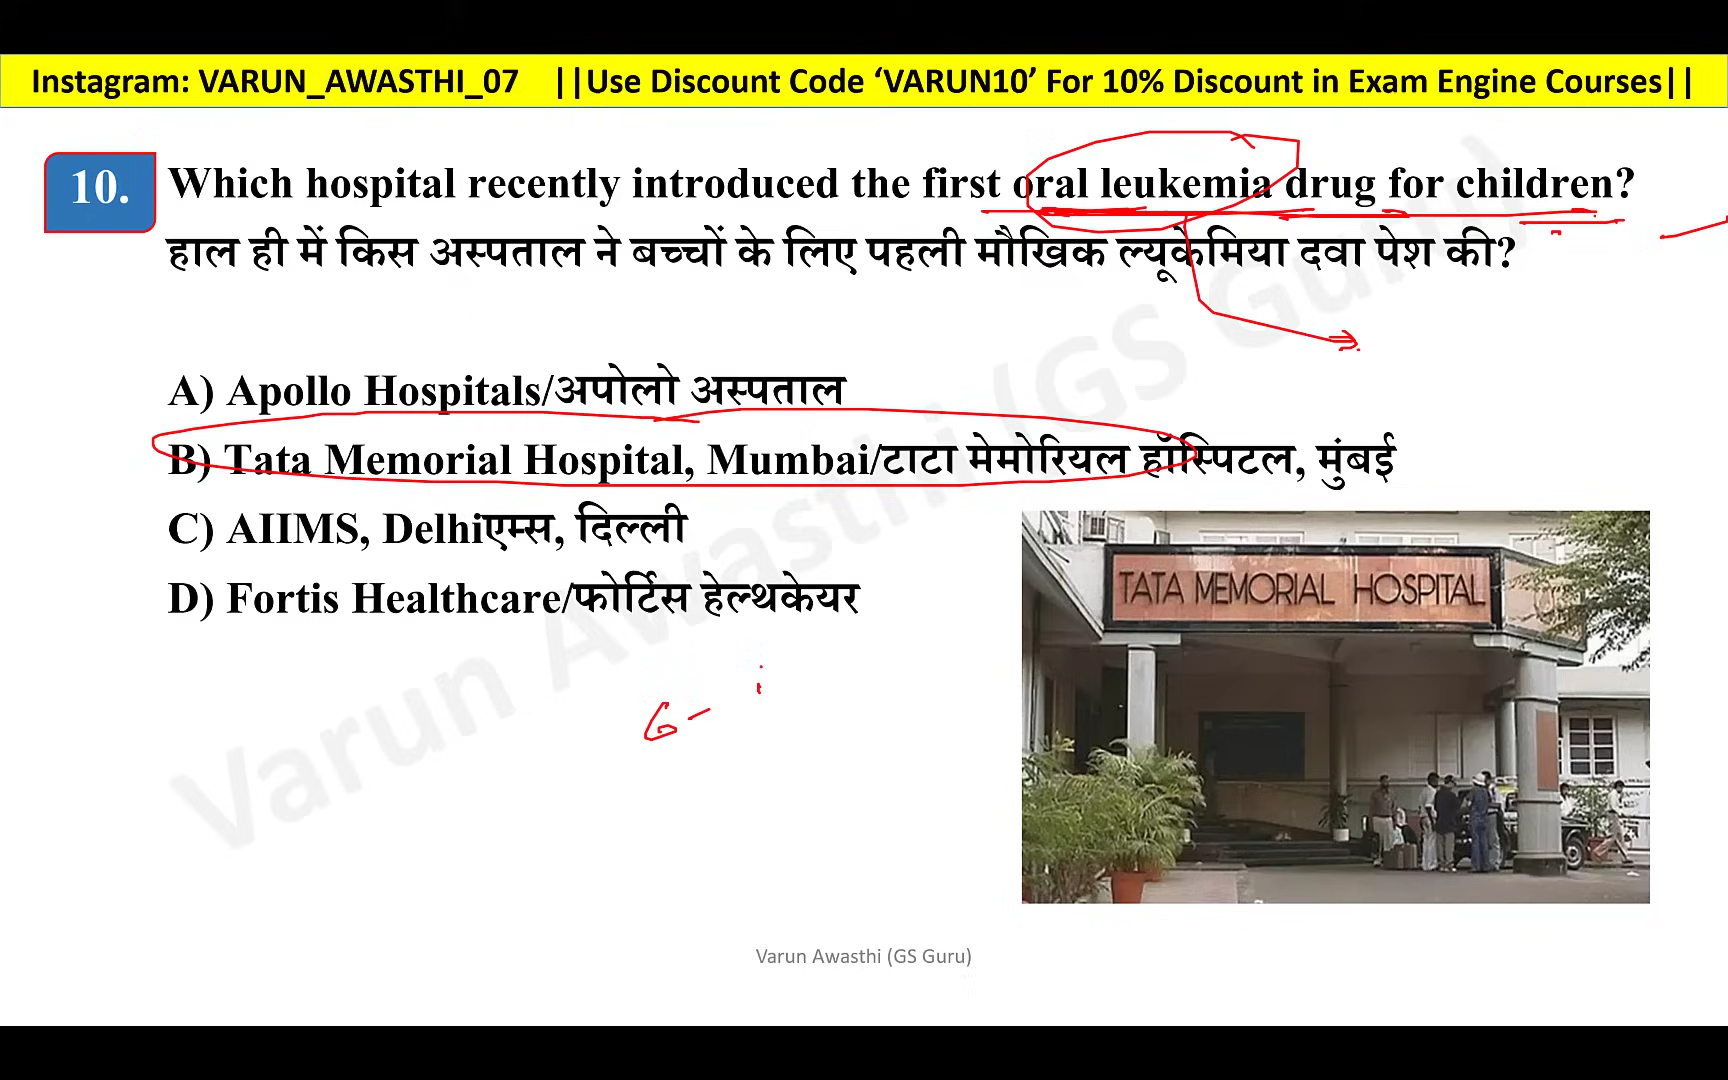 Instagram: VARUN_AWASTHI_07 ||Use Discount Code ‘VARUN10’ For 10% Discount in Exam Engine Courses||
10. Which hospital recently introduced the first oral leukemia drug for children?
हाल ही में किस अस्पताल ने बच्चों के लिए पहली मौखिक ल्यूकेमिया दवा पेश की?
A) Apollo Hospitals/अपोलो अस्पताल
B) Tata Memorial Hospital, Mumbai/टाटा मेमोरियल हॉस्पिटल, मुंबई
C) AIIMS, Delhiएम्स, दिल्ली
D) Fortis Healthcare/फोर्टिस हेल्थकेयर
TATA MEMORIAL HOSPITAL
6-
Varun Awasthi (GS Guru)
Varun Awasthi (GS Guru)